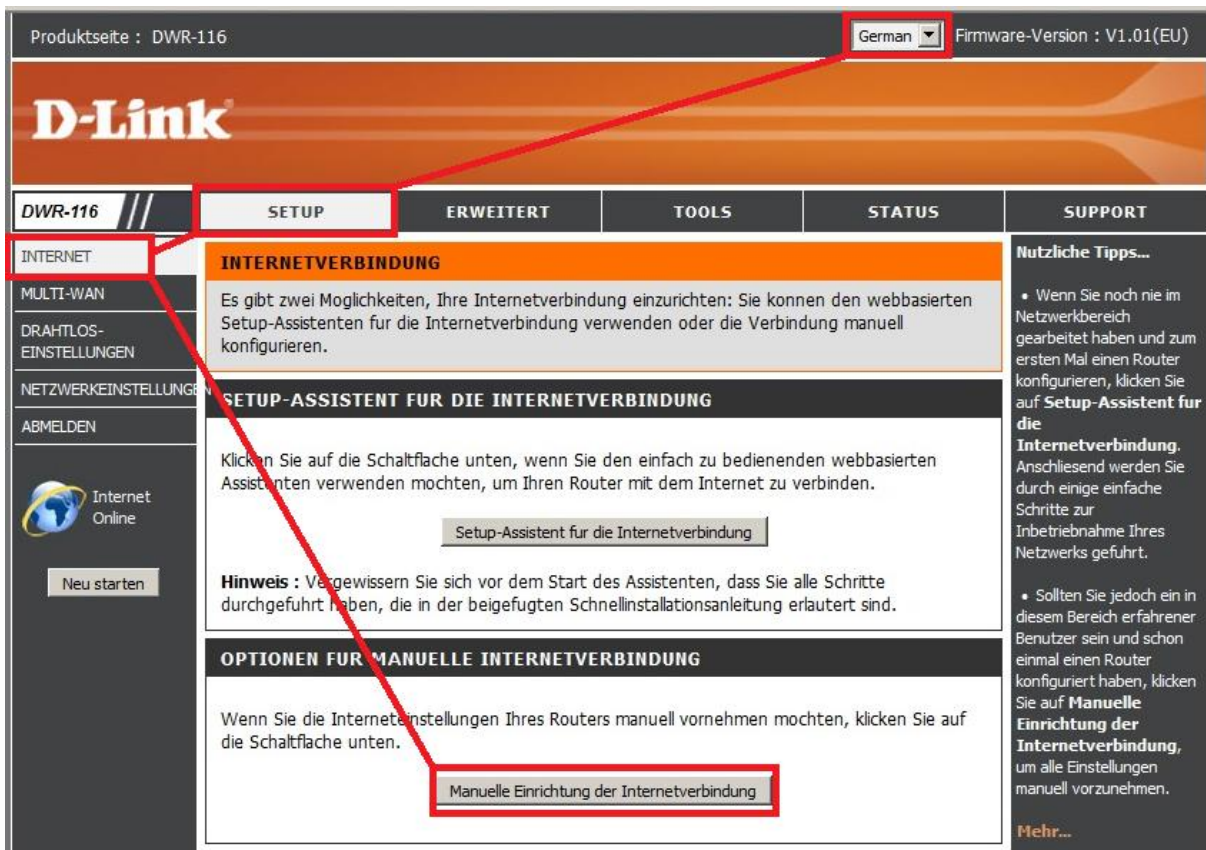 Produktseite : DWR-116
German
Firmware-Version : V1.01(EU)
D-Link
DWR-116
SETUP
ERWEITERT
TOOLS
STATUS
SUPPORT
INTERNET
MULTI-WAN
DRAHTLOS-
EINSTELLUNGEN
NETZWERKEINSTELLUNGEN
ABMELDEN
Internet
Online
Neu starten
INTERNETVERBINDUNG
Es gibt zwei Moglichkeiten, Ihre Internetverbindung einzurichten: Sie konnen den webbasierten
Setup-Assistenten fur die Internetverbindung verwenden oder die Verbindung manuell
konfigurieren.
SETUP-ASSISTENT FUR DIE INTERNETVERBINDUNG
Klicken Sie auf die Schaltflache unten, wenn Sie den einfach zu bedienenden webbasierten
Assistenten verwenden mochten, um Ihren Router mit dem Internet zu verbinden.
Setup-Assistent fur die Internetverbindung
Hinweis : Vergewissern Sie sich vor dem Start des Assistenten, dass Sie alle Schritte
durchgefuhrt haben, die in der beigefugten Schnellinstallationsanleitung erlautert sind.
OPTIONEN FUR MANUELLE INTERNETVERBINDUNG
Wenn Sie die Interneteinstellungen Ihres Routers manuell vornehmen mochten, klicken Sie auf
die Schaltflache unten.
Manuelle Einrichtung der Internetverbindung
Nutzliche Tipps...
• Wenn Sie noch nie im
Netzwerkbereich
gearbeitet haben und zum
ersten Mal einen Router
konfigurieren, klicken Sie
auf Setup-Assistent fur
die
Internetverbindung.
Anschliesend werden Sie
durch einige einfache
Schritte zur
Inbetriebnahme Ihres
Netzwerks gefuhrt.
• Sollten Sie jedoch ein in
diesem Bereich erfahrener
Benutzer sein und schon
einmal einen Router
konfiguriert haben, klicken
Sie auf Manuelle
Einrichtung der
Internetverbindung,
um alle Einstellungen
manuell vorzunehmen.
Mehr...